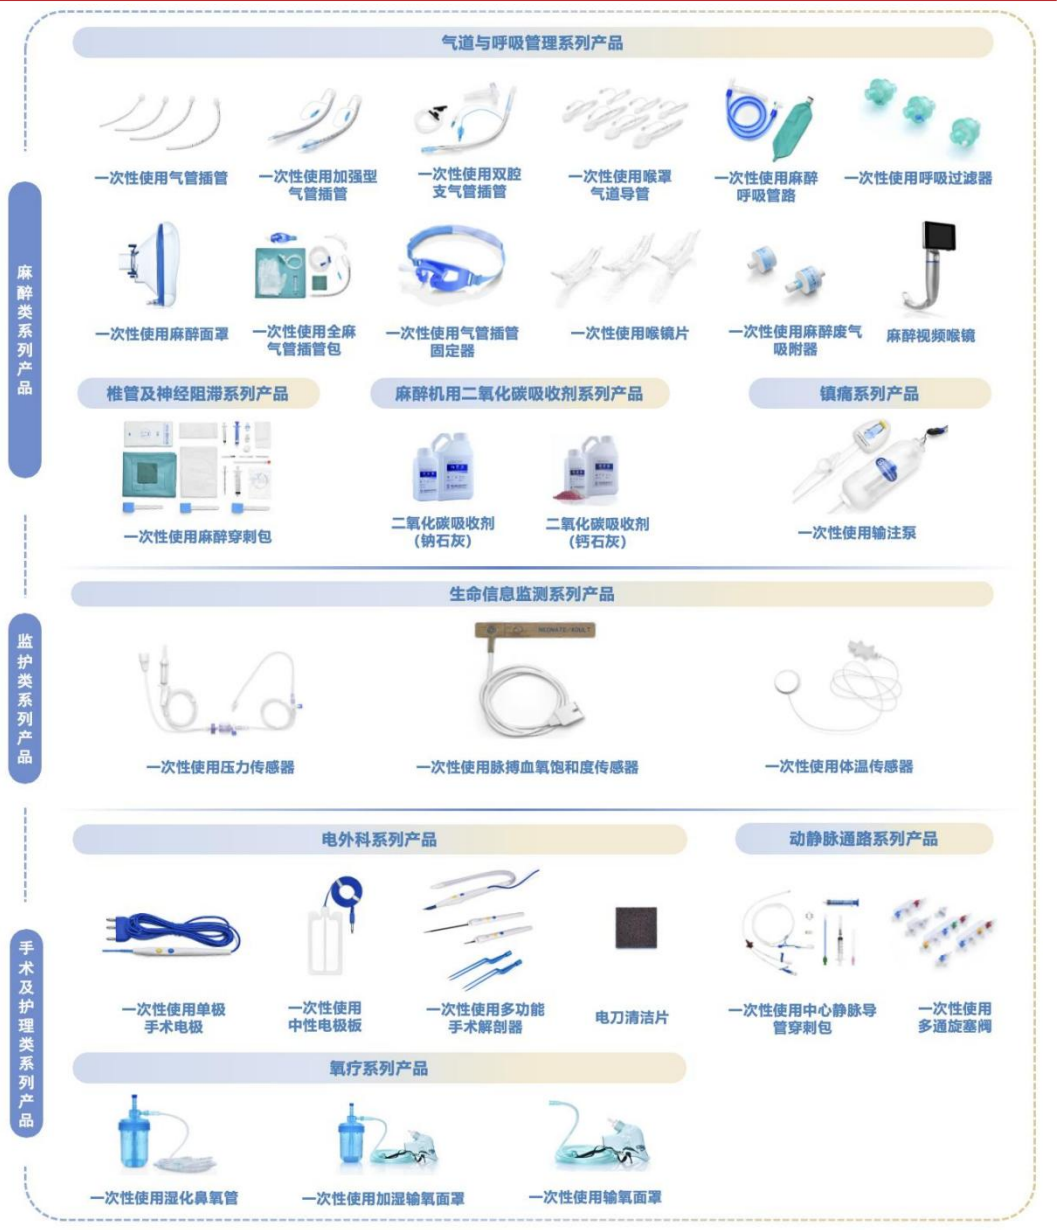 气道与呼吸管理系列产品
一次性使用气管插管
一次性使用加强型
气管插管
一次性使用双腔
支气管插管
一次性使用喉罩
气道导管
一次性使用麻醉
呼吸管路
一次性使用呼吸过滤器
麻醉类系列产品
一次性使用麻醉面罩
一次性使用全麻
气管插管包
一次性使用气管插管
固定器
一次性使用喉镜片
一次性使用麻醉废气
吸附器
麻醉视频喉镜
椎管及神经阻滞系列产品
麻醉机用二氧化碳吸收剂系列产品
镇痛系列产品
一次性使用麻醉穿刺包
二氧化碳吸收剂
(钠石灰)
二氧化碳吸收剂
(钙石灰)
一次性使用输注泵
生命信息监测系列产品
监护类系列产品
一次性使用压力传感器
一次性使用脉搏血氧饱和度传感器
一次性使用体温传感器
电外科系列产品
动静脉通路系列产品
手术及护理类系列产品
一次性使用单极
手术电极
一次性使用
中性电极板
一次性使用多功能
手术解剖器
电刀清洁片
一次性使用中心静脉导
管穿刺包
一次性使用
多通旋塞阀
氧疗系列产品
一次性使用湿化鼻氧管
一次性使用加湿输氧面罩
一次性使用输氧面罩